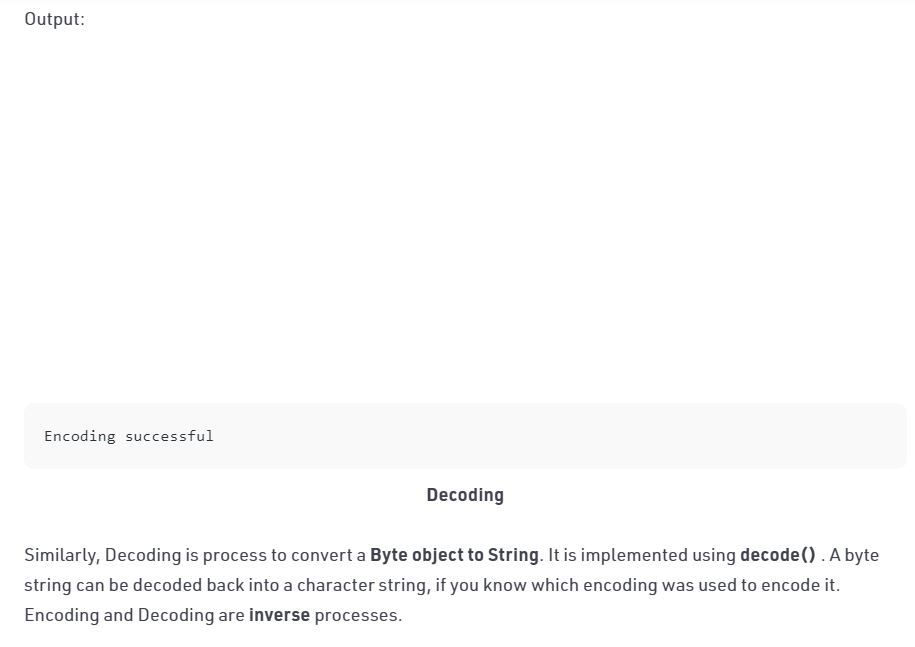 Output:
Encoding successful
Decoding
Similarly, Decoding is process to convert a Byte object to String. It is implemented using decode() . A byte
string can be decoded back into a character string, if you know which encoding was used to encode it.
Encoding and Decoding are inverse processes.